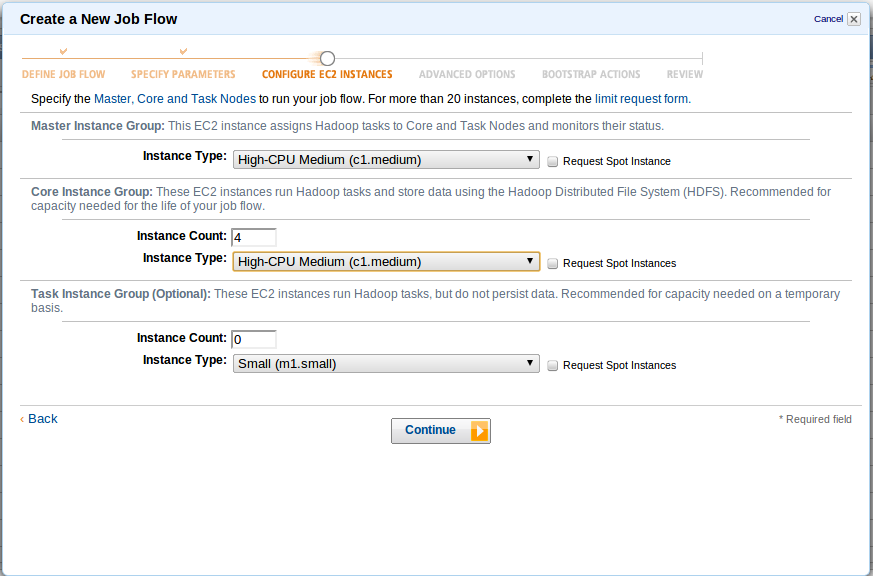 Create a New Job Flow
Cancel
DEFINE JOB FLOW SPECIFY PARAMETERS CONFIGURE EC2 INSTANCES ADVANCED OPTIONS BOOTSTRAP ACTIONS REVIEW
Specify the Master, Core and Task Nodes to run your job flow. For more than 20 instances, complete the limit request form.
Master Instance Group: This EC2 instance assigns Hadoop tasks to Core and Task Nodes and monitors their status.
Instance Type: High-CPU Medium (c1.medium) Request Spot Instance
Core Instance Group: These EC2 instances run Hadoop tasks and store data using the Hadoop Distributed File System (HDFS). Recommended for
capacity needed for the life of your job flow.
Instance Count: 4
Instance Type: High-CPU Medium (c1.medium) Request Spot Instances
Task Instance Group (Optional): These EC2 instances run Hadoop tasks, but do not persist data. Recommended for capacity needed on a temporary
basis.
Instance Count: 0
Instance Type: Small (m1.small) Request Spot Instances
‹ Back
Continue
* Required field